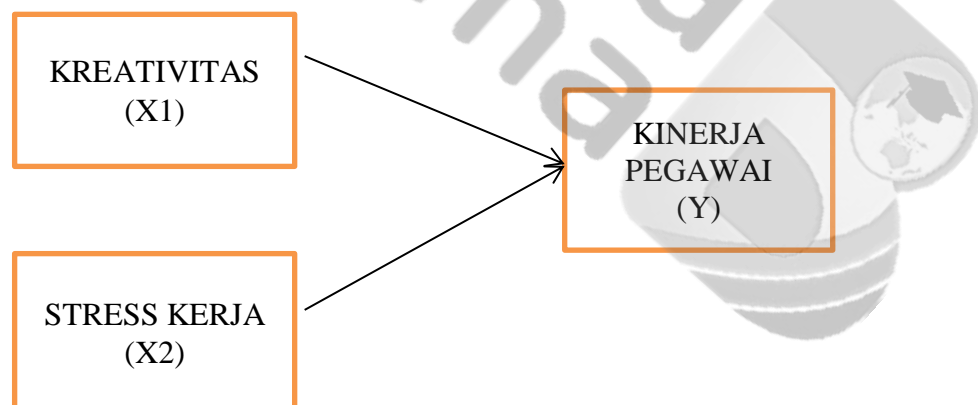 KREATIVITAS
(X1)
KINERJA
PEGAWAI
(Y)
STRESS KERJA
(X2)